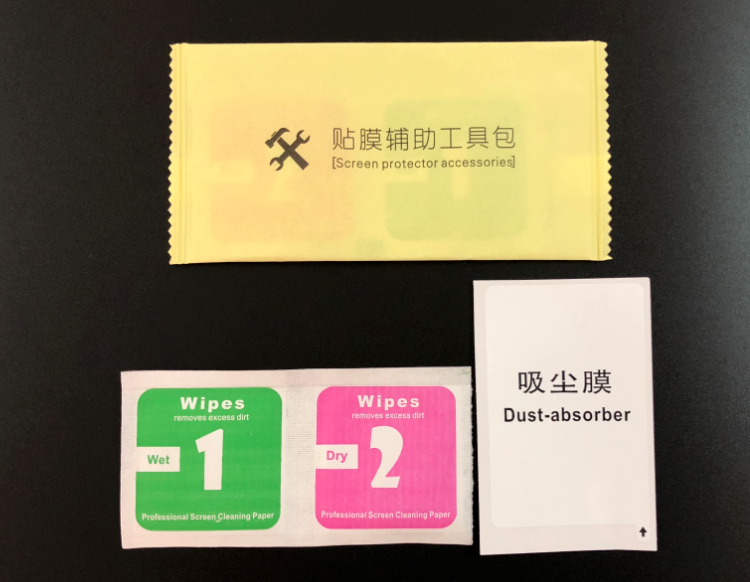 贴膜辅助工具包
[Screen protector accessories]
Wipes
removes excess dirt
Wet
1
Professional Screen Cleaning Paper
Wipes
removes excess dirt
Dry
2
Professional Screen Cleaning Paper
吸尘膜
Dust-absorber